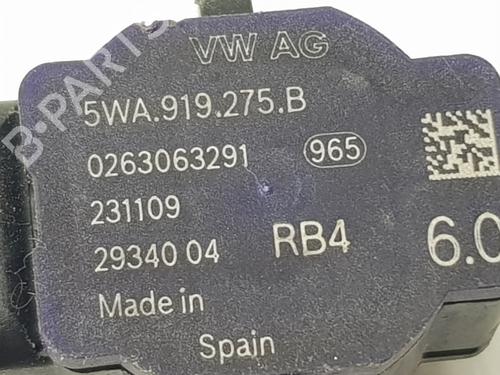 VW AG
5WA.919.275.B
0263063291 965
231109
29340 04 RB4 6.0
Made in
Spain
B-PARTS